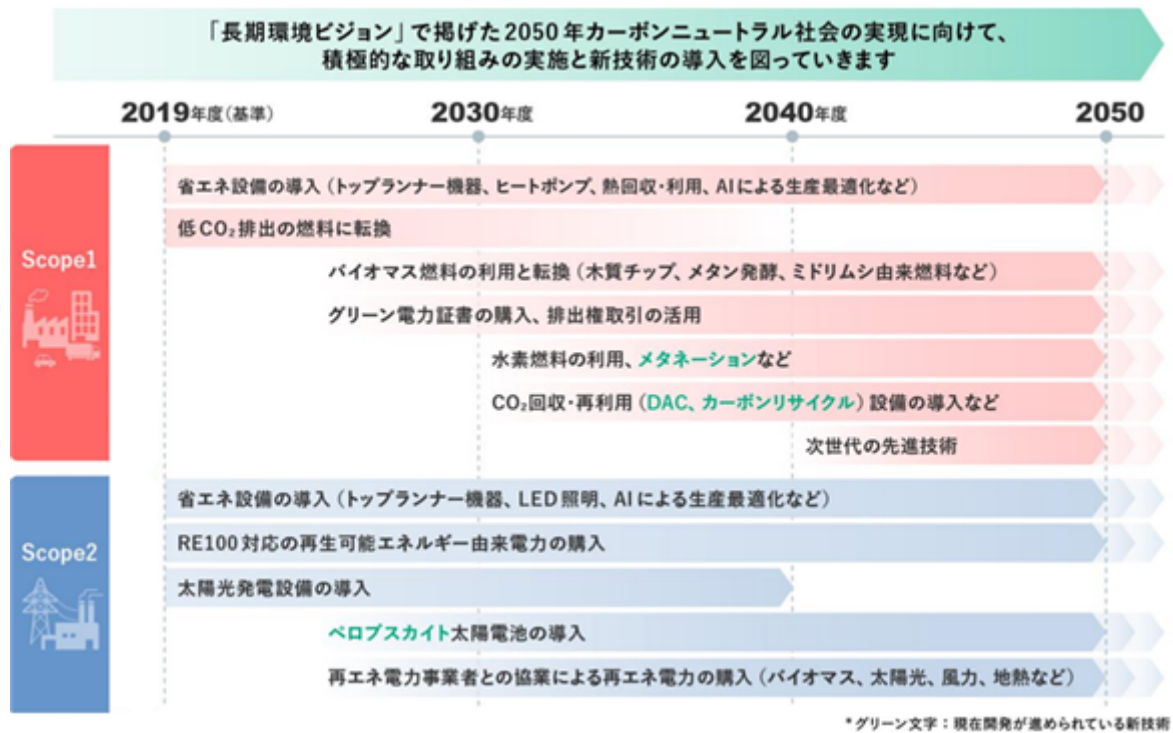 「長期環境ビジョン」で掲げた2050年カーボンニュートラル社会の実現に向けて、
積極的な取り組みの実施と新技術の導入を図っていきます
2019年度(基準)
2030年度
2040年度
2050
Scope1
省エネ設備の導入(トップランナー機器、ヒートポンプ、熱回収・利用、AIによる生産最適化など)
低CO₂排出の燃料に転換
バイオマス燃料の利用と転換(木質チップ、メタン発酵、ミドリムシ由来燃料など)
グリーン電力証書の購入、排出権取引の活用
水素燃料の利用、メタネーションなど
CO₂回収・再利用(DAC、カーボンリサイクル)設備の導入など
次世代の先進技術
Scope2
省エネ設備の導入(トップランナー機器、LED照明、AIによる生産最適化など)
RE100対応の再生可能エネルギー由来電力の購入
太陽光発電設備の導入
ペロブスカイト太陽電池の導入
再エネ電力事業者との協業による再エネ電力の購入(バイオマス、太陽光、風力、地熱など)
*グリーン文字：現在開発が進められている新技術